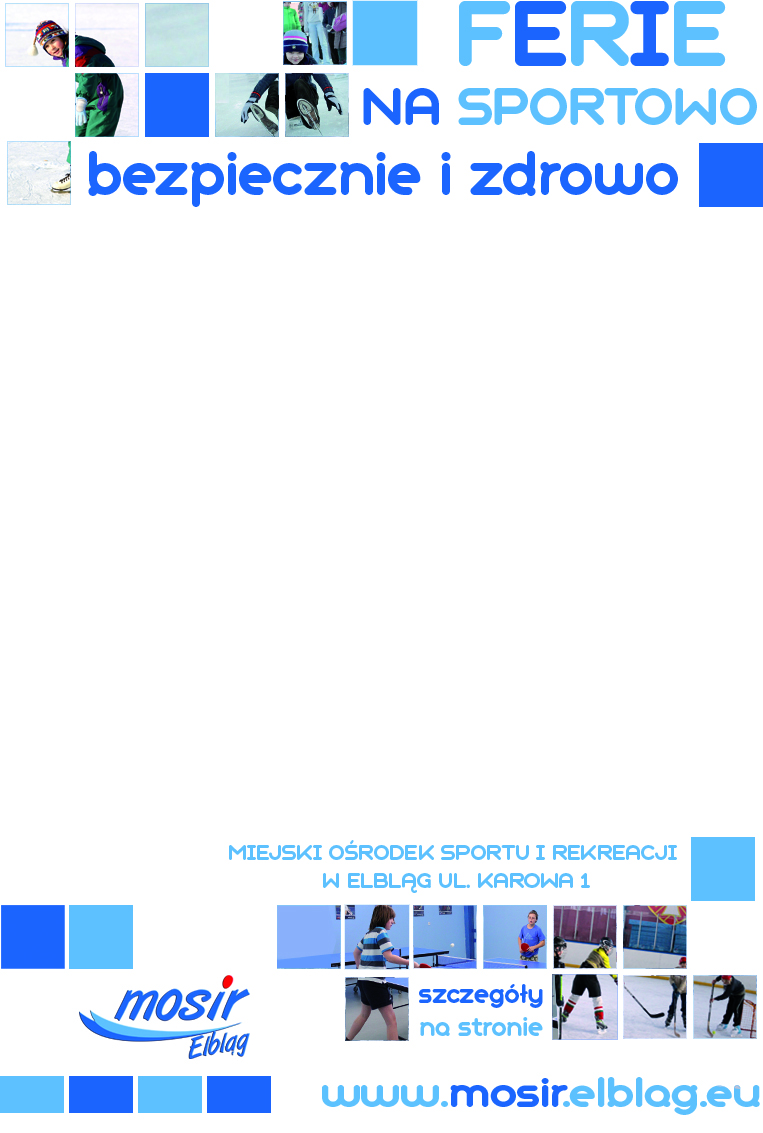 FERIE
NA SPORTOWO
bezpiecznie i zdrowo
MIEJSKI OŚRODEK SPORTU I REKREACJI
W ELBLĄG UL. KAROWA 1
mosir
Elbląg
szczegóły
na stronie
www.mosir.elblag.eu